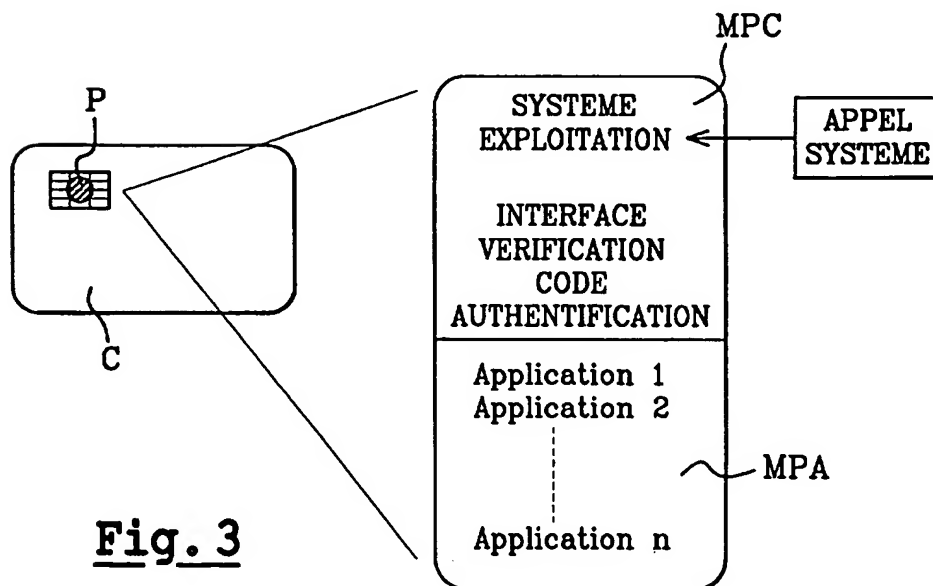 MPC
P
SYSTEME
EXPLOITATION
APPEL
SYSTEME
INTERFACE
VERIFICATION
CODE
AUTHENTIFICATION
C
Application 1
Application 2
MPA
Application n
Fig. 3